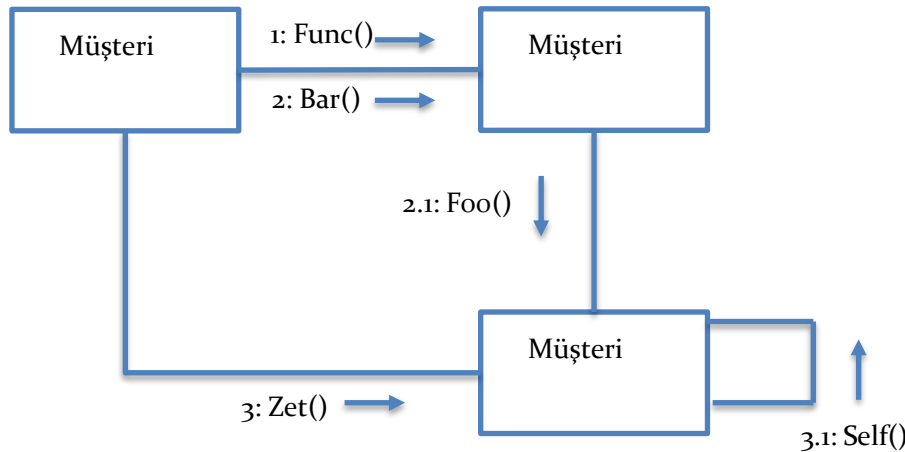 Müşteri
1: Func()
Müşteri
2: Bar()
2.1: Foo()
Müşteri
3: Zet()
3.1: Self()